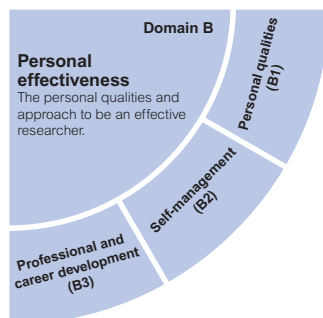 Domain B
Personal
effectiveness
The personal qualities and
approach to be an effective
researcher.
Personal qualities
(B1)
Self-management
(B2)
Professional and
career development
(B3)